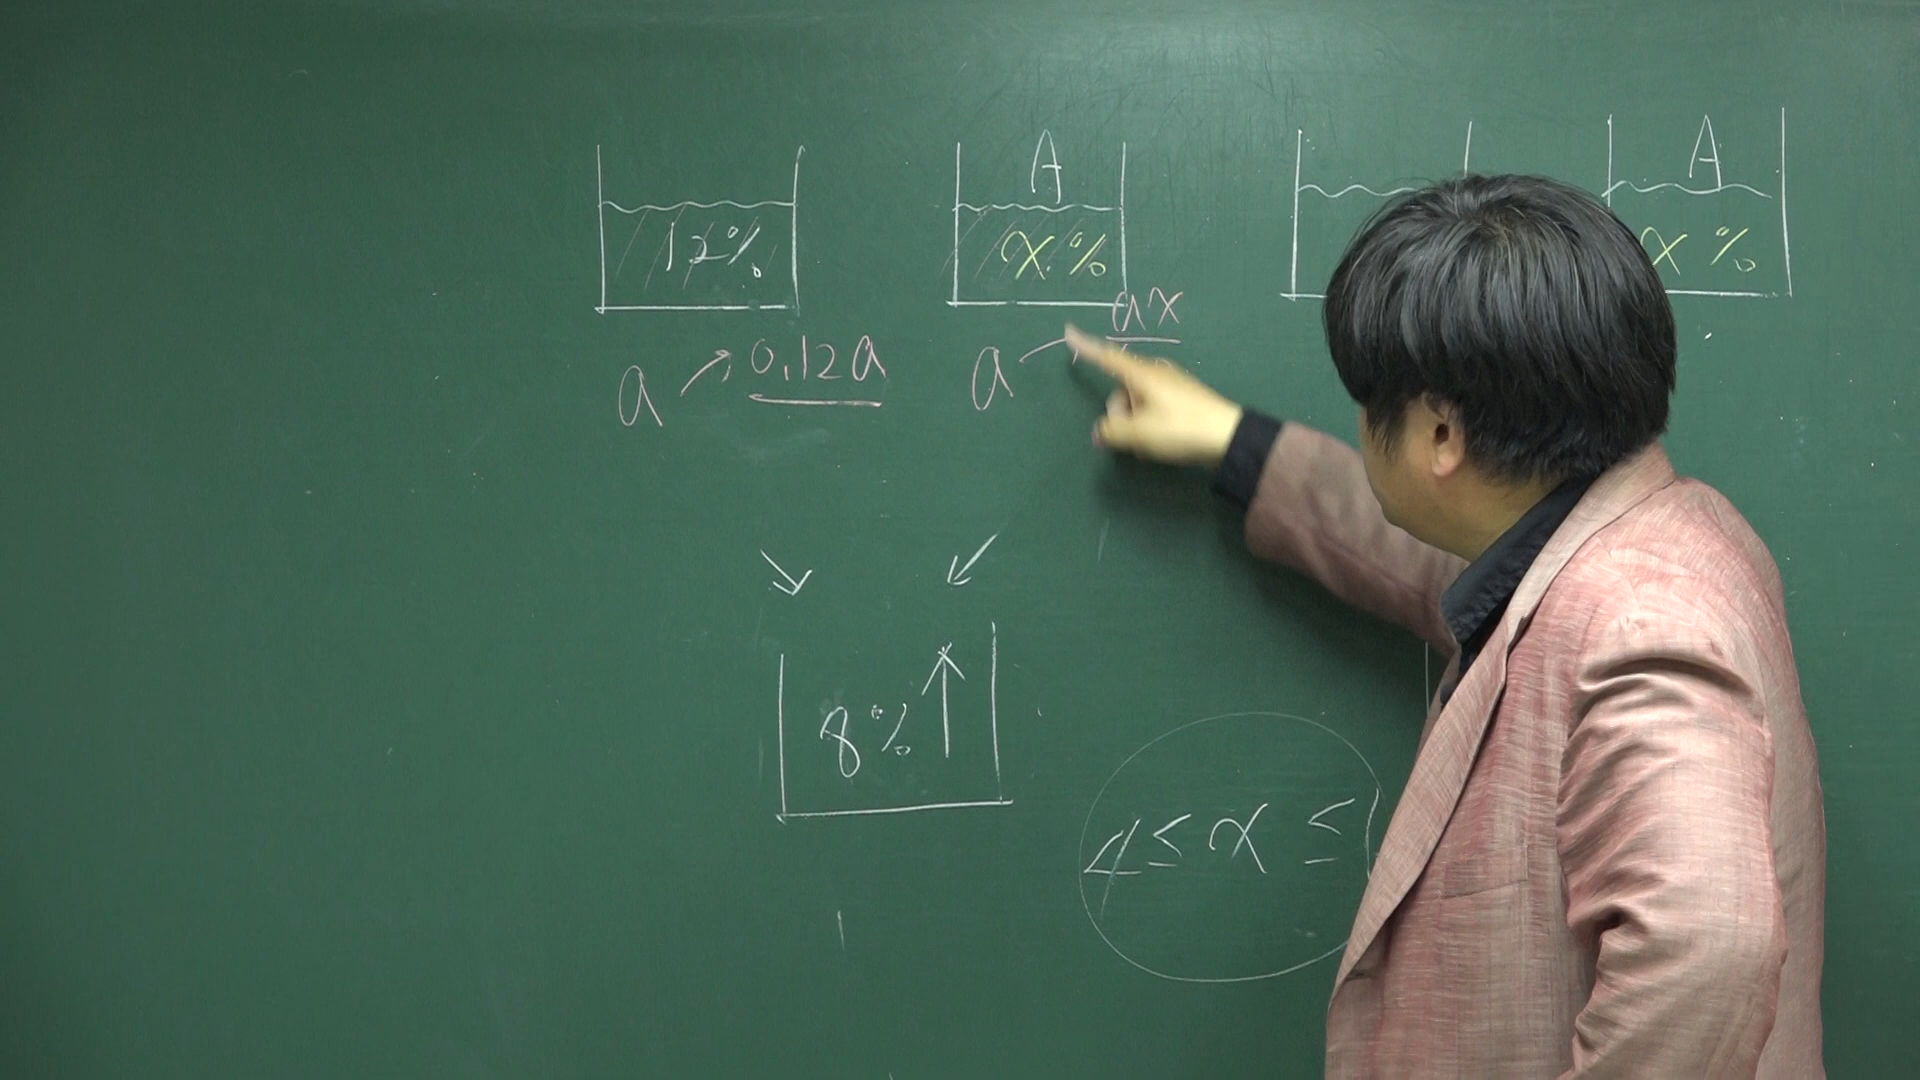 A A
12% x% x%
ax
a 0.12a a
8%
4 ≤ x ≤